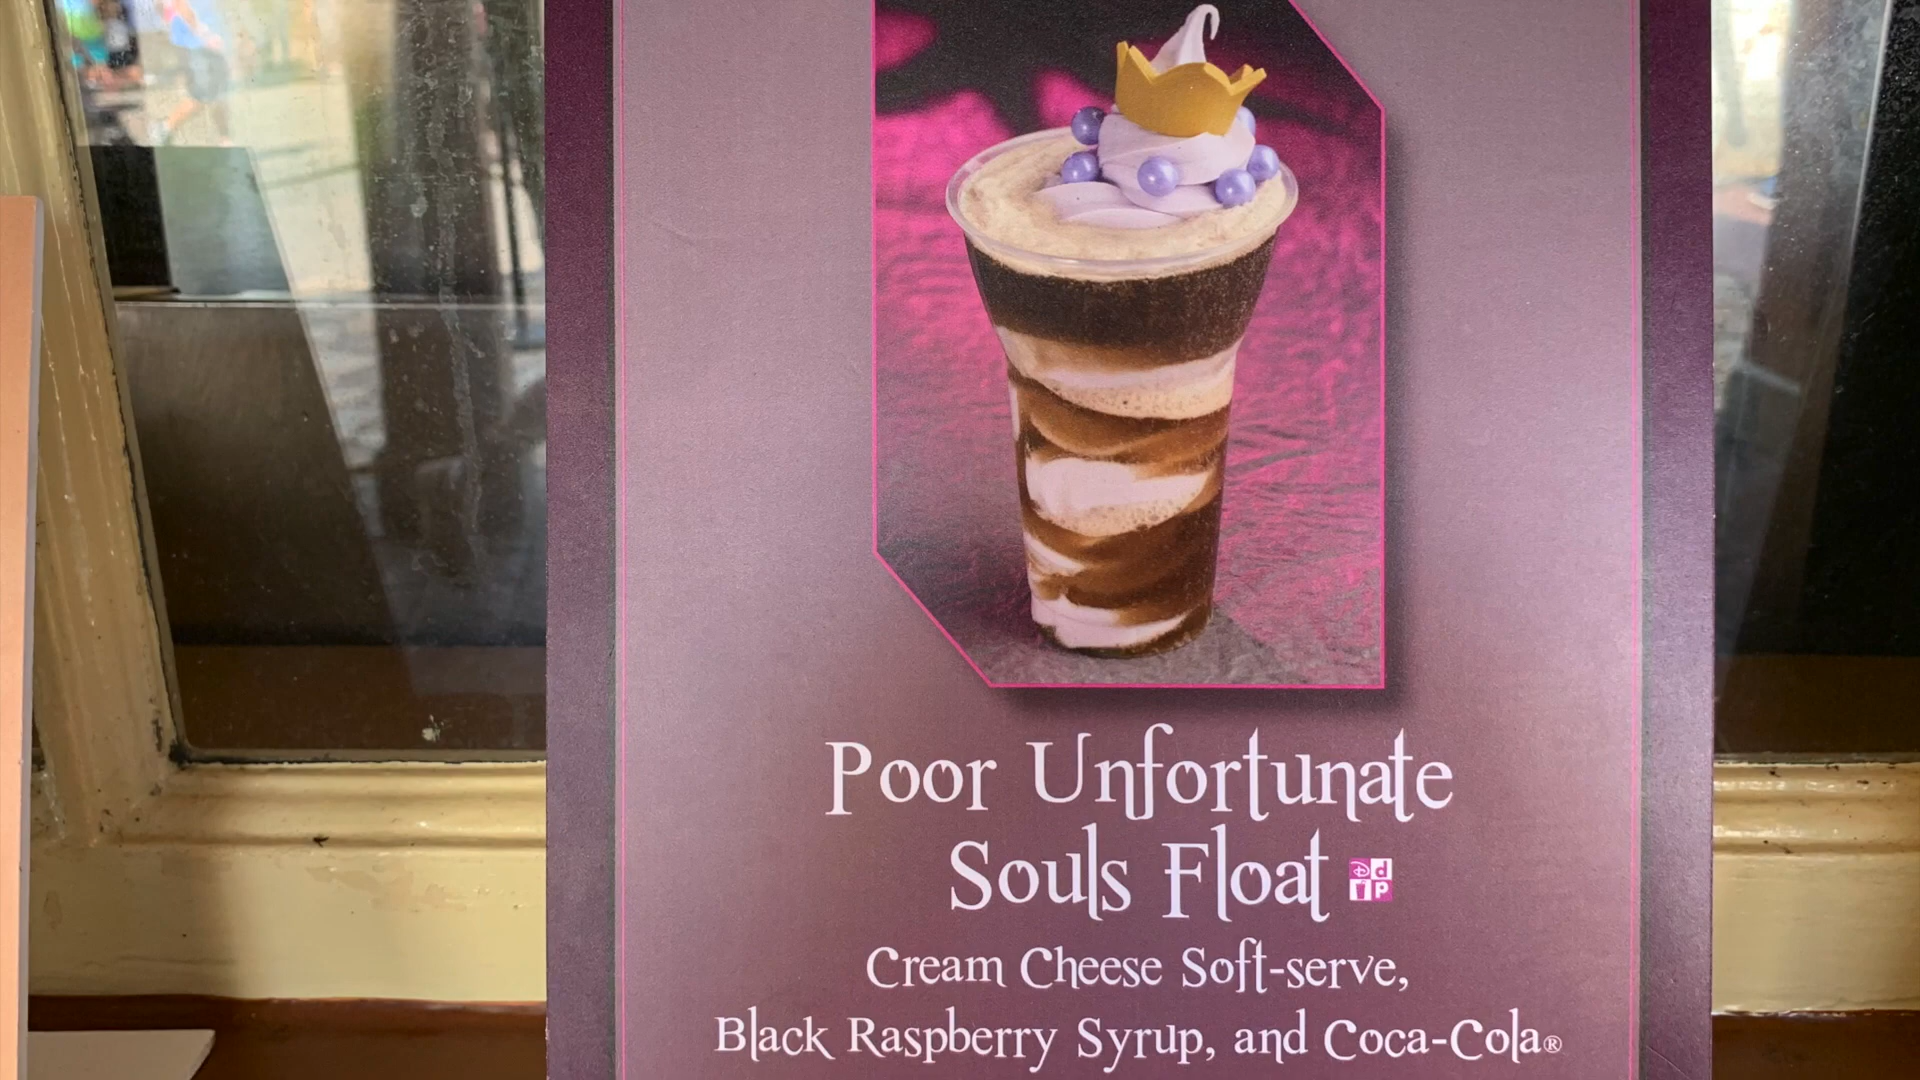 Poor Unfortunate
Souls Float
D d
P
Cream Cheese Soft-serve,
Black Raspberry Syrup, and Coca-Cola®